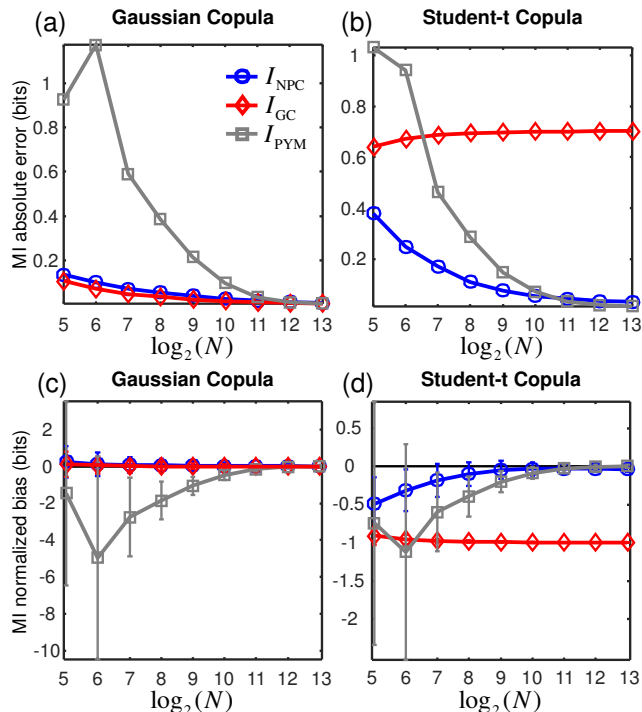 (a) Gaussian Copula
MI absolute error (bits)
1
0.8
0.6
0.4
0.2
I_NPC
I_GC
I_PYM
5 6 7 8 9 10 11 12 13
log2(N)
(b) Student-t Copula
1
0.8
0.6
0.4
0.2
5 6 7 8 9 10 11 12 13
log2(N)
(c) Gaussian Copula
MI normalized bias (bits)
2
0
-2
-4
-6
-8
-10
5 6 7 8 9 10 11 12 13
log2(N)
(d) Student-t Copula
0.5
0
-0.5
-1
-1.5
-2
5 6 7 8 9 10 11 12 13
log2(N)